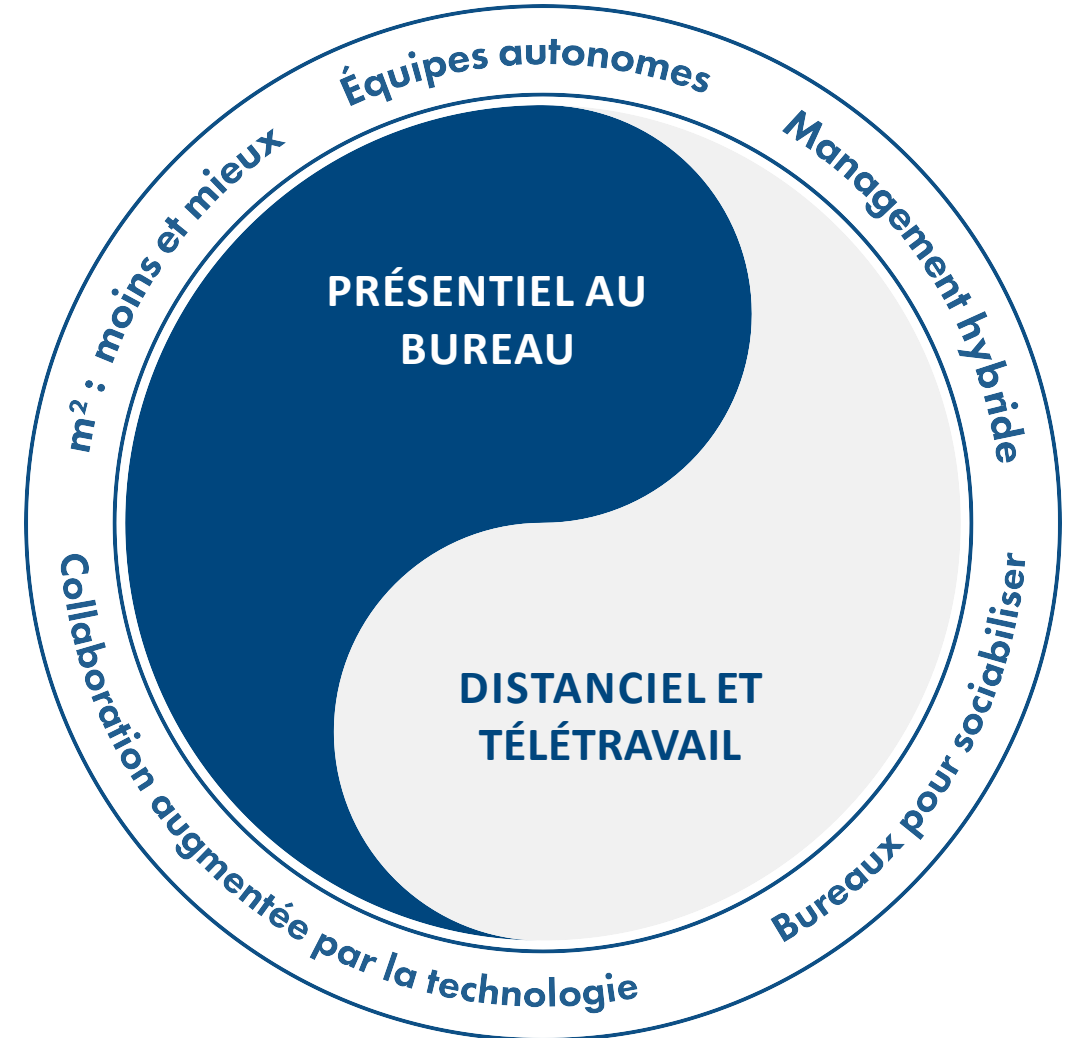 Équipes autonomes
Management hybride
Bureaux pour sociabiliser
Collaboration augmentée par la technologie
m² : moins et mieux
PRÉSENTIEL AU
BUREAU
DISTANCIEL ET
TÉLÉTRAVAIL